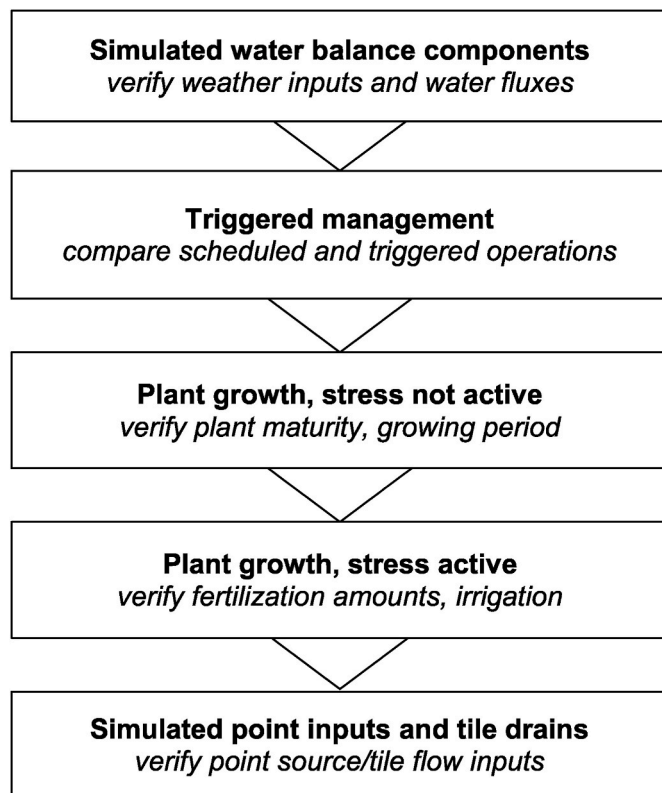 Simulated water balance components
verify weather inputs and water fluxes
Triggered management
compare scheduled and triggered operations
Plant growth, stress not active
verify plant maturity, growing period
Plant growth, stress active
verify fertilization amounts, irrigation
Simulated point inputs and tile drains
verify point source/tile flow inputs